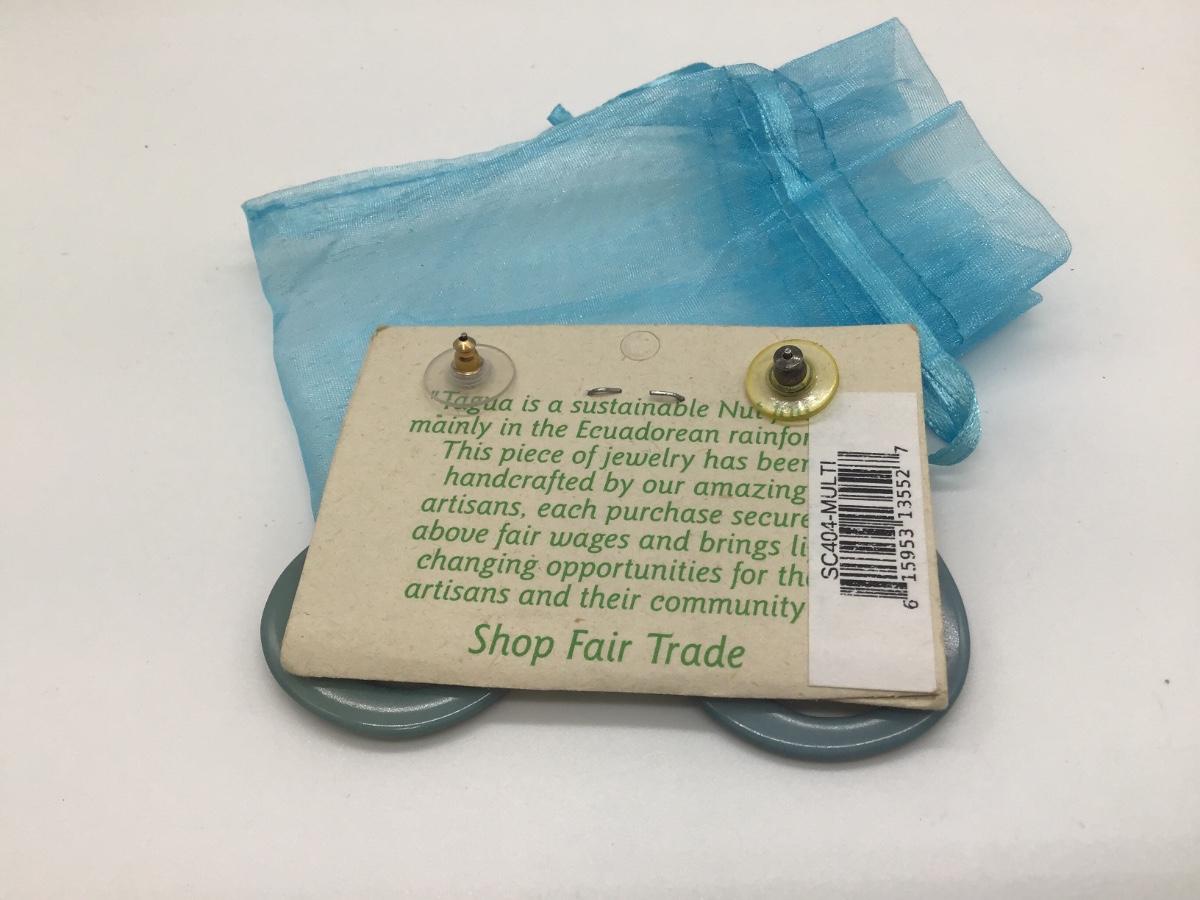 "Tagua is a sustainable Nut
mainly in the Ecuadorean rainfor
This piece of jewelry has been
handcrafted by our amazing
artisans, each purchase secure
above fair wages and brings li
changing opportunities for the
artisans and their community
Shop Fair Trade
SC404-MULTI
6 15953 13552 7